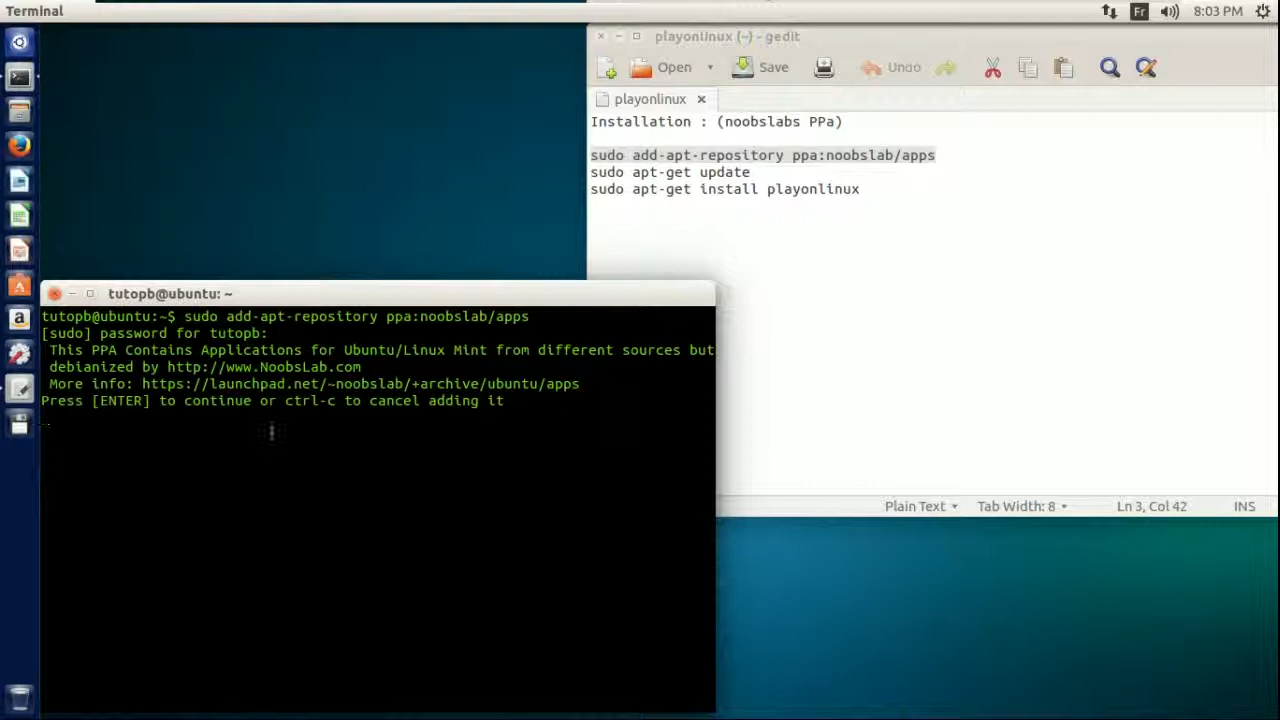 Terminal
Fr
8:03 PM
playonlinux (~) - gedit
Open
Save
Undo
playonlinux
Installation : (noobslabs PPa)
sudo add-apt-repository ppa:noobslab/apps
sudo apt-get update
sudo apt-get install playonlinux
tutopb@ubuntu: ~
tutopb@ubuntu:~$ sudo add-apt-repository ppa:noobslab/apps
[sudo] password for tutopb:
This PPA Contains Applications for Ubuntu/Linux Mint from different sources but
debianized by http://www.NoobsLab.com
More info: https://launchpad.net/~noobslab/+archive/ubuntu/apps
Press [ENTER] to continue or ctrl-c to cancel adding it
Plain Text
Tab Width: 8
Ln 3, Col 42
INS